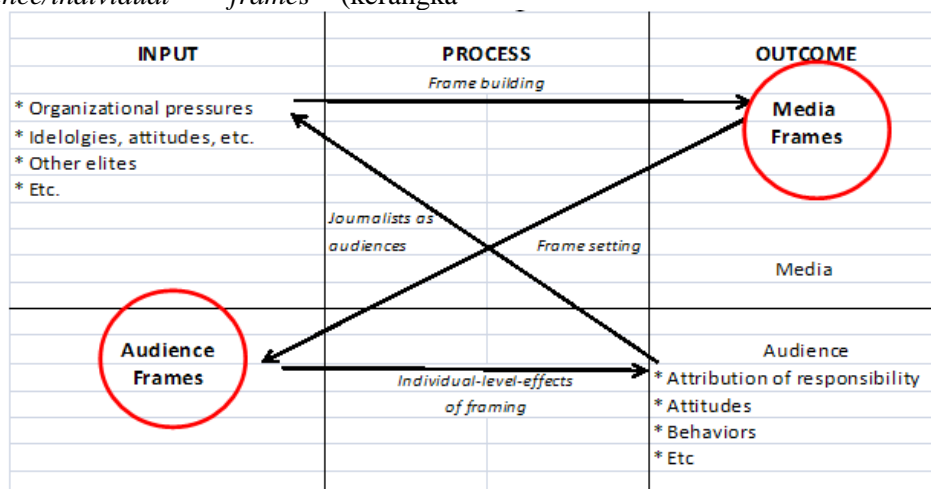 frames (kerangka
INPUT PROCESS OUTCOME
Frame building
* Organizational pressures
* Idelolgies, attitudes, etc.
* Other elites
* Etc.
Media
Frames
Journalists as
audiences
Frame setting
Media
Audience
Frames
Individual-level-effects
of framing
Audience
* Attribution of responsibility
* Attitudes
* Behaviors
* Etc